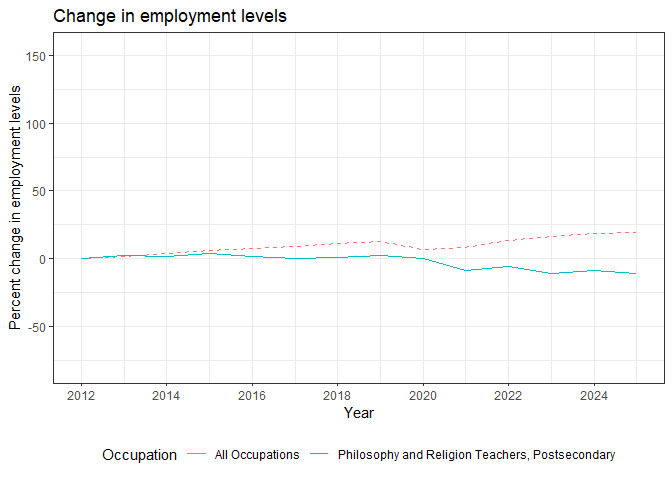 Change in employment levels
150
100
50
0
-50
Percent change in employment levels
2012 2014 2016 2018 2020 2022 2024
Year
Occupation All Occupations Philosophy and Religion Teachers, Postsecondary